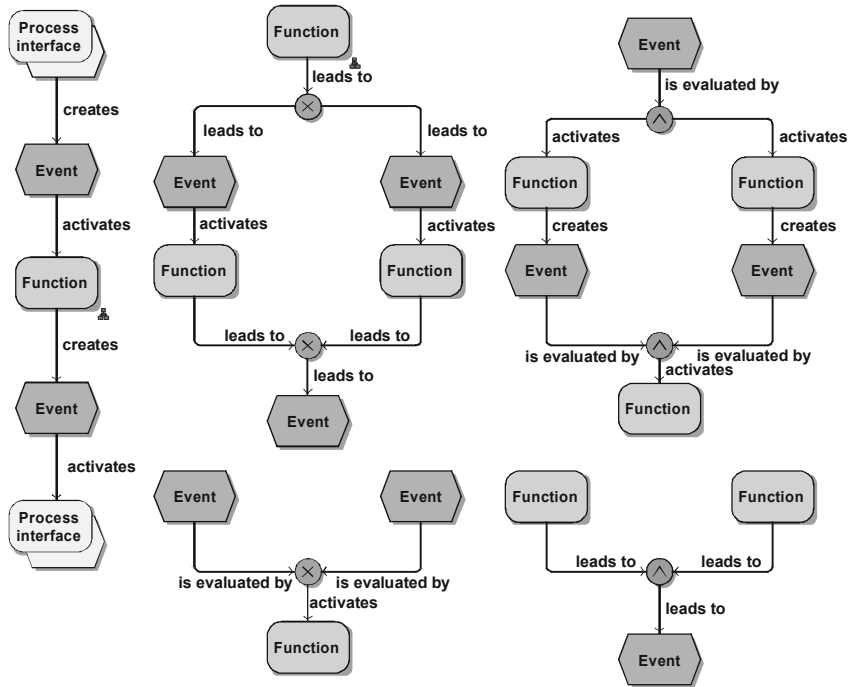 Process
interface
creates
Event
activates
Function
creates
Event
activates
Process
interface
Function
leads to
leads to
leads to
Event
Event
activates
activates
Function
Function
leads to
leads to
leads to
Event
Event
is evaluated by
activates
activates
Function
Function
creates
creates
Event
Event
is evaluated by
is evaluated by
activates
Function
Event
Event
is evaluated by
is evaluated by
activates
Function
Function
Function
leads to
leads to
leads to
Event